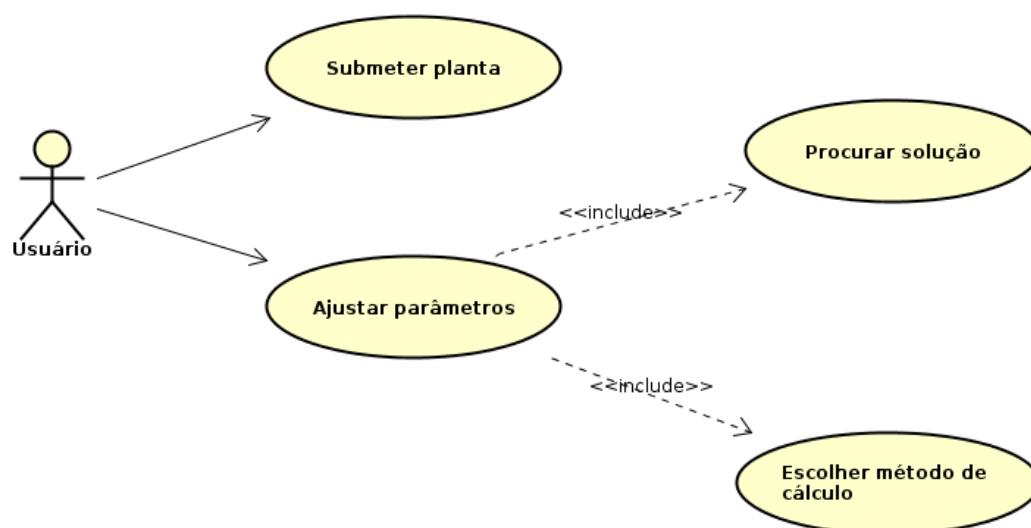 Submeter planta
Procurar solução
<<include>>
Usuário
Ajustar parâmetros
<<include>>
Escolher método de
cálculo